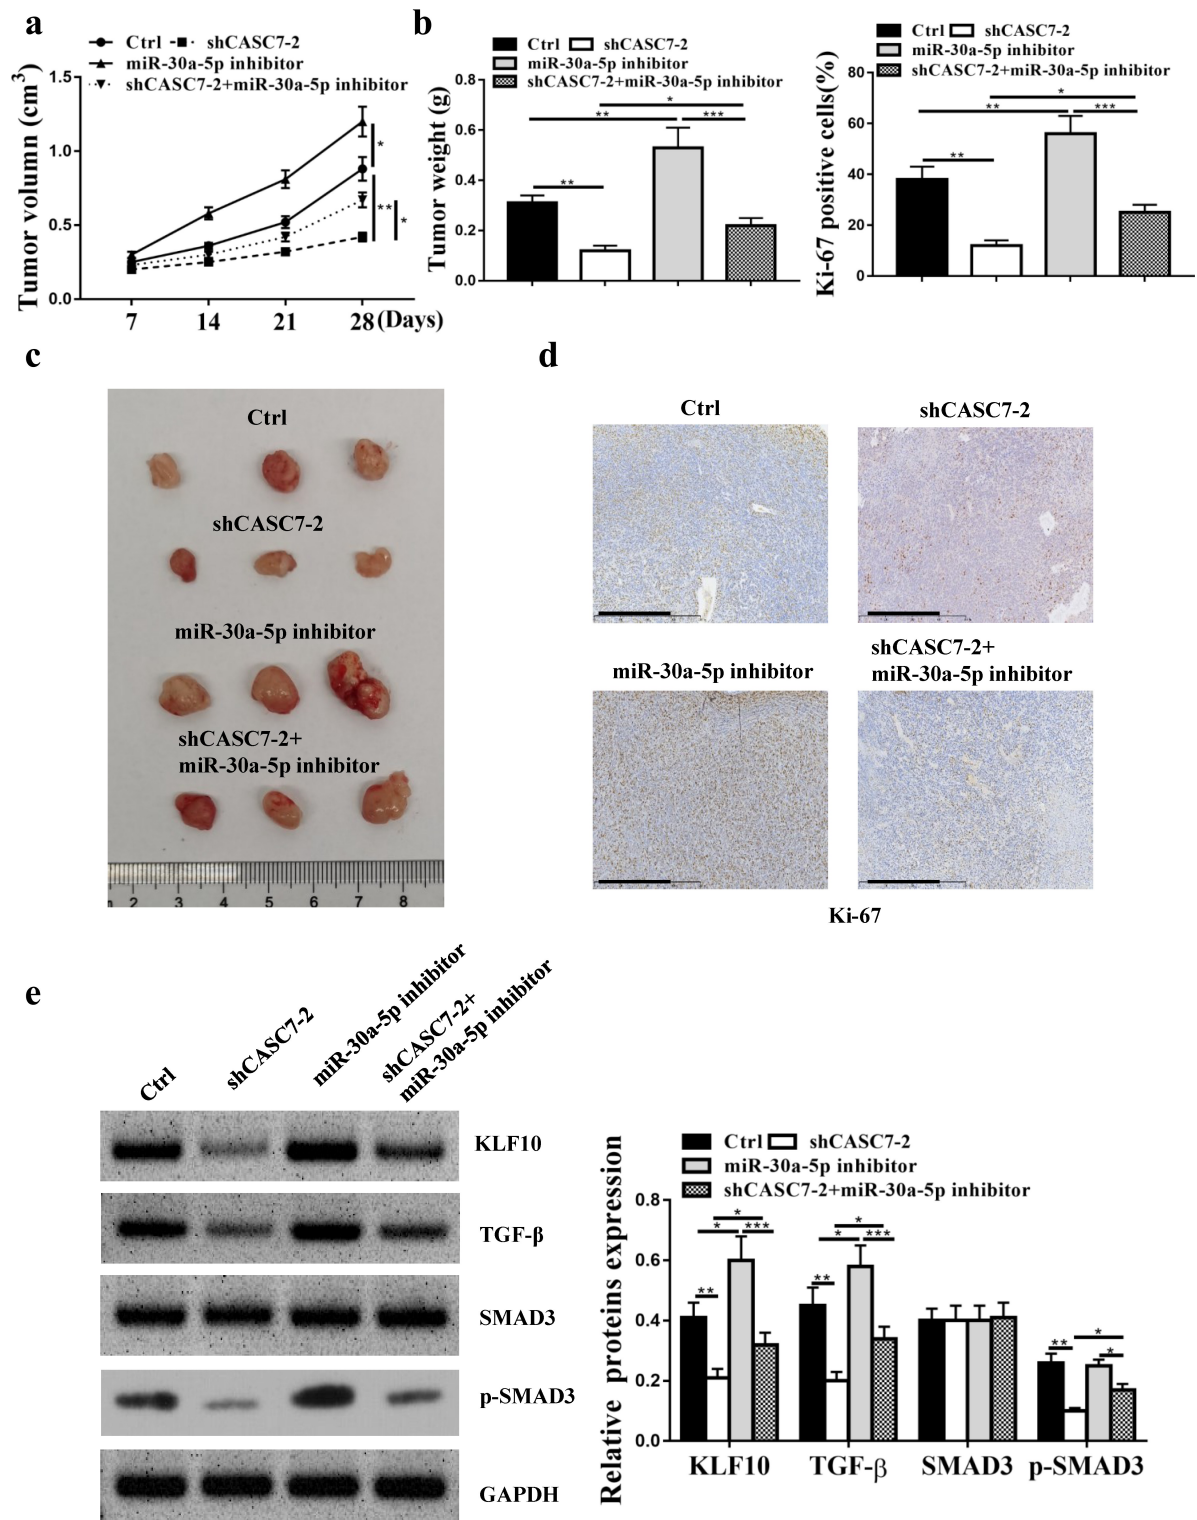 a
Ctrl shCASC7-2
miR-30a-5p inhibitor
shCASC7-2+miR-30a-5p inhibitor
Tumor volumn (cm3)
1.5
1.0
0.5
0.0
7 14 21 28 (Days)
*
**
*
b
Ctrl shCASC7-2
miR-30a-5p inhibitor
shCASC7-2+miR-30a-5p inhibitor
Tumor weight (g)
0.8
0.6
0.4
0.2
0.0
*
** ***
**
Ctrl shCASC7-2
miR-30a-5p inhibitor
shCASC7-2+miR-30a-5p inhibitor
Ki-67 positive cells(%)
80
60
40
20
0
*
** ***
**
c
Ctrl
shCASC7-2
miR-30a-5p inhibitor
shCASC7-2+
miR-30a-5p inhibitor
2 3 4 5 6 7 8
d
Ctrl shCASC7-2
miR-30a-5p inhibitor
shCASC7-2+
miR-30a-5p inhibitor
Ki-67
e
Ctrl
shCASC7-2
miR-30a-5p inhibitor
shCASC7-2+
miR-30a-5p inhibitor
KLF10
TGF-β
SMAD3
p-SMAD3
GAPDH
Ctrl shCASC7-2
miR-30a-5p inhibitor
shCASC7-2+miR-30a-5p inhibitor
Relative proteins expression
0.8
0.6
0.4
0.2
0.0
*
* ***
**
*
* ***
**
*
** *
KLF10 TGF-β SMAD3 p-SMAD3